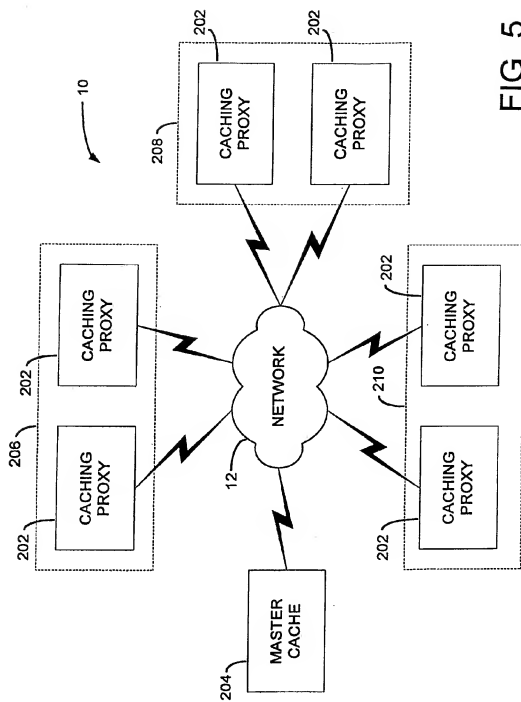 10
206
202
CACHING
PROXY
202
CACHING
PROXY
208
202
CACHING
PROXY
202
CACHING
PROXY
204
MASTER
CACHE
12
NETWORK
210
202
CACHING
PROXY
202
CACHING
PROXY
FIG. 5